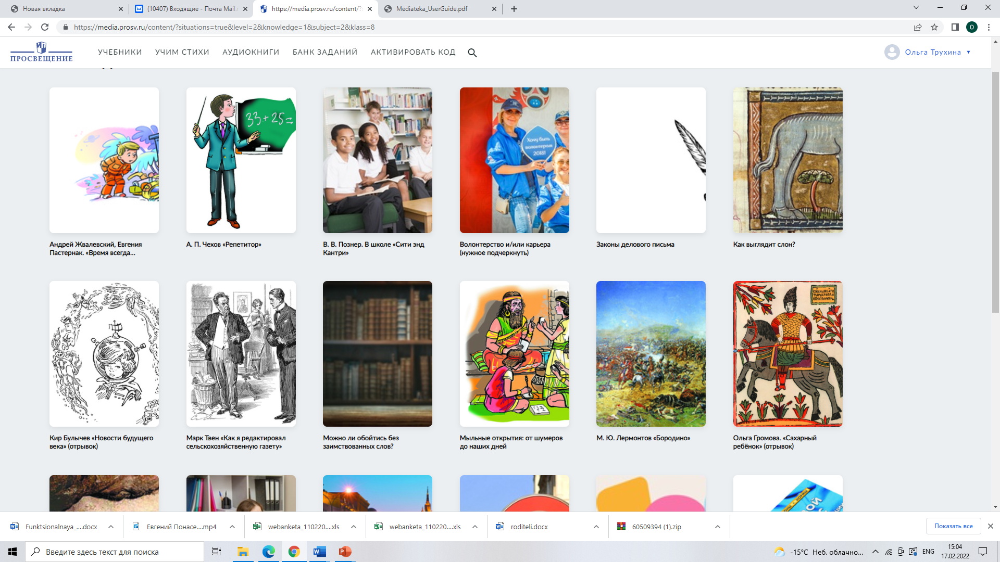 Новая вкладка
(10407) Входящие - Почта Mail.
https://media.prosv.ru/content/?
Mediateka_UserGuide.pdf
https://media.prosv.ru/content/?situations=true&level=2&knowledge=1&subject=2&klass=8
О
ПРОСВЕЩЕНИЕ
УЧЕБНИКИ
УЧИМ СТИХИ
АУДИОКНИГИ
БАНК ЗАДАНИЙ
АКТИВИРОВАТЬ КОД
Ольга Трухина
33+25=
Хочу быть
волонтером
2018!
Андрей Жвалевский, Евгения
Пастернак. «Время всегда...
А. П. Чехов «Репетитор»
В. В. Познер. В школе «Сити энд
Кантри»
Волонтерство и/или карьера
(нужное подчеркнуть)
Законы делового письма
Как выглядит слон?
Кир Булычев «Новости будущего
века» (отрывок)
Марк Твен «Как я редактировал
сельскохозяйственную газету»
Можно ли обойтись без
заимствованных слов?
Мыльные открытия: от шумеров
до наших дней
М. Ю. Лермонтов «Бородино»
Ольга Громова. «Сахарный
ребёнок» (отрывок)
Funktsionalnaya_....docx
Евгений Понасе....mp4
webanketa_110220....xls
webanketa_110220....xls
roditeli.docx
60509394 (1).zip
Показать все
Введите здесь текст для поиска
-15°C Неб. облачно...
ENG
15:04
17.02.2022